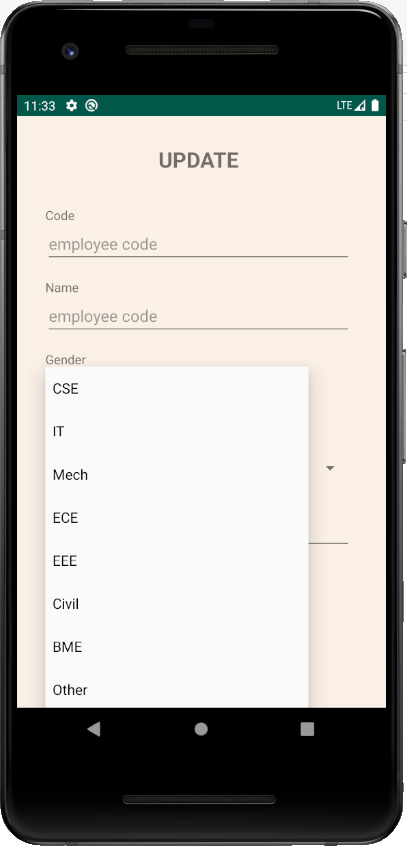 11:33 LTE
UPDATE
Code
employee code
Name
employee code
Gender
CSE
IT
Mech
ECE
EEE
Civil
BME
Other